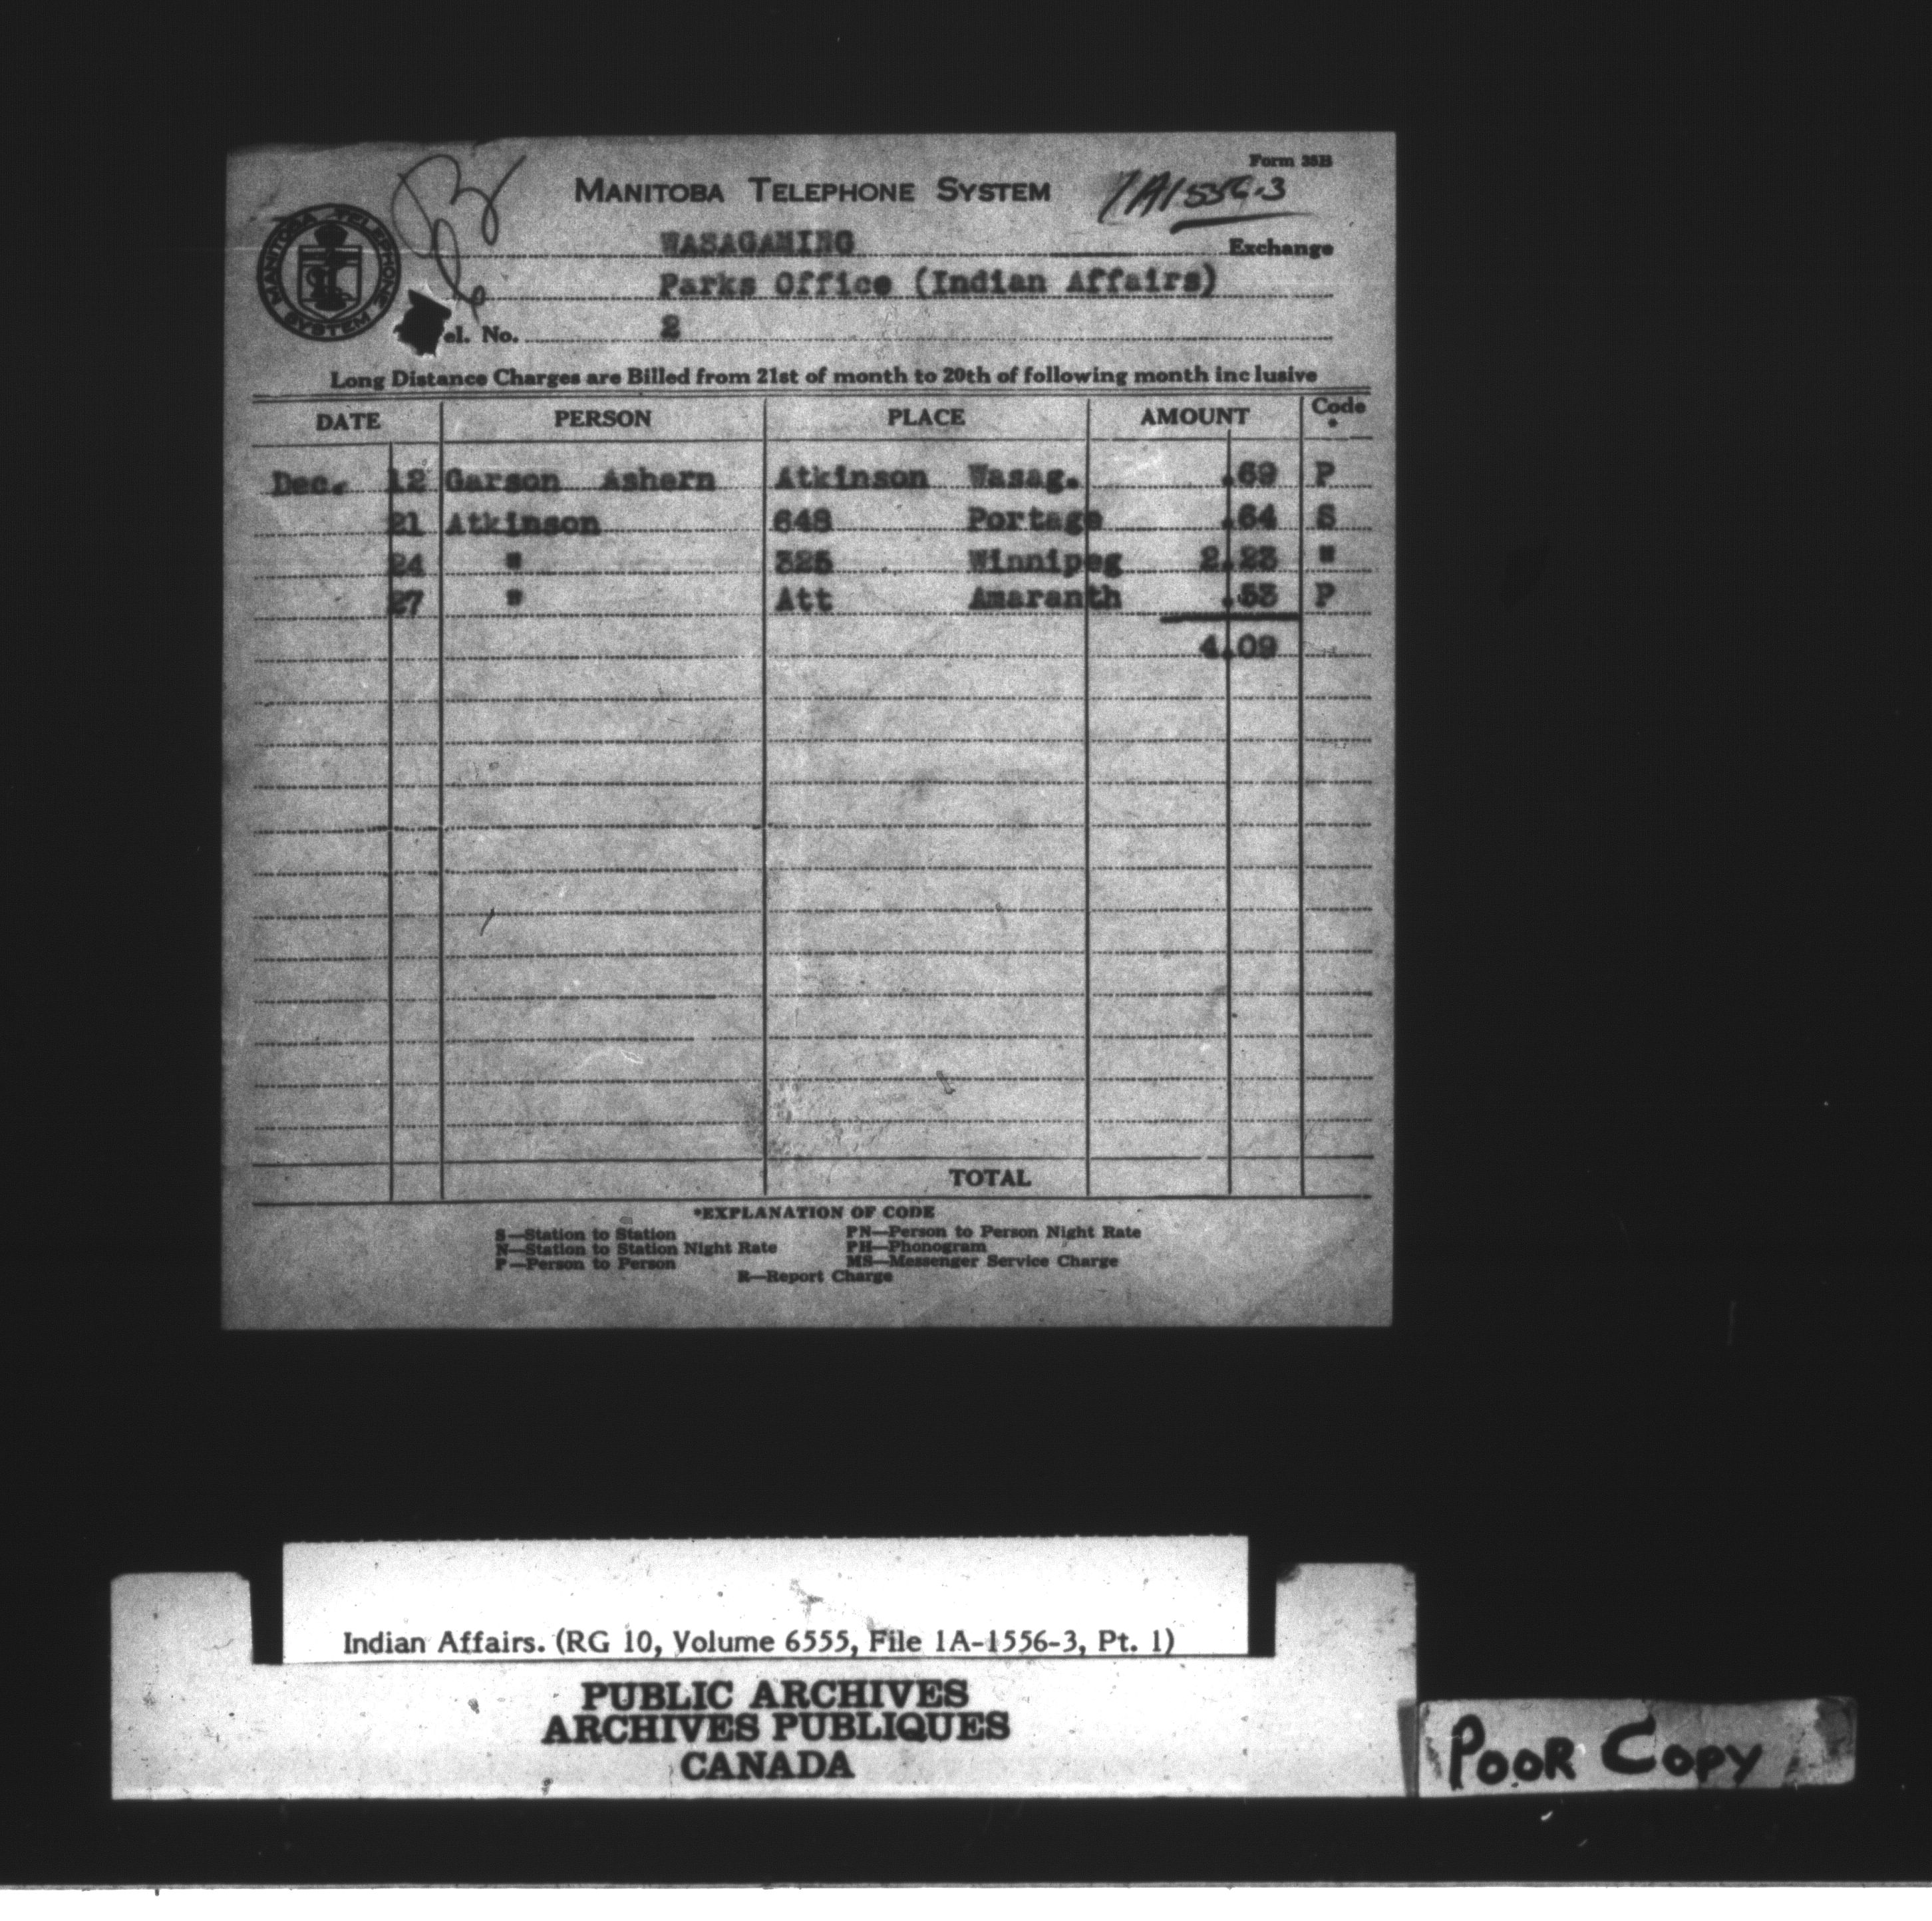 Form 35B
MANITOBA TELEPHONE SYSTEM
1A1556-3
MANITOBA TELEPHONE SYSTEM
WASAGAMING Exchange
Parks Office (Indian Affairs)
el. No. 2
Long Distance Charges are Billed from 21st of month to 20th of following month inclusive
DATE PERSON PLACE AMOUNT Code *
Dec. 12 Garson Ashern Atkinson Wasag. .69 P
21 Atkinson 648 Portage .64 S
24 " 325 Winnipeg 2.23 "
27 " Att Amaranth .53 P
4.09
TOTAL
*EXPLANATION OF CODE
S—Station to Station PN—Person to Person Night Rate
N—Station to Station Night Rate PH—Phonogram
P—Person to Person MS—Messenger Service Charge
R—Report Charge
Indian Affairs. (RG 10, Volume 6555, File 1A-1556-3, Pt. 1)
PUBLIC ARCHIVES
ARCHIVES PUBLIQUES
CANADA
POOR COPY